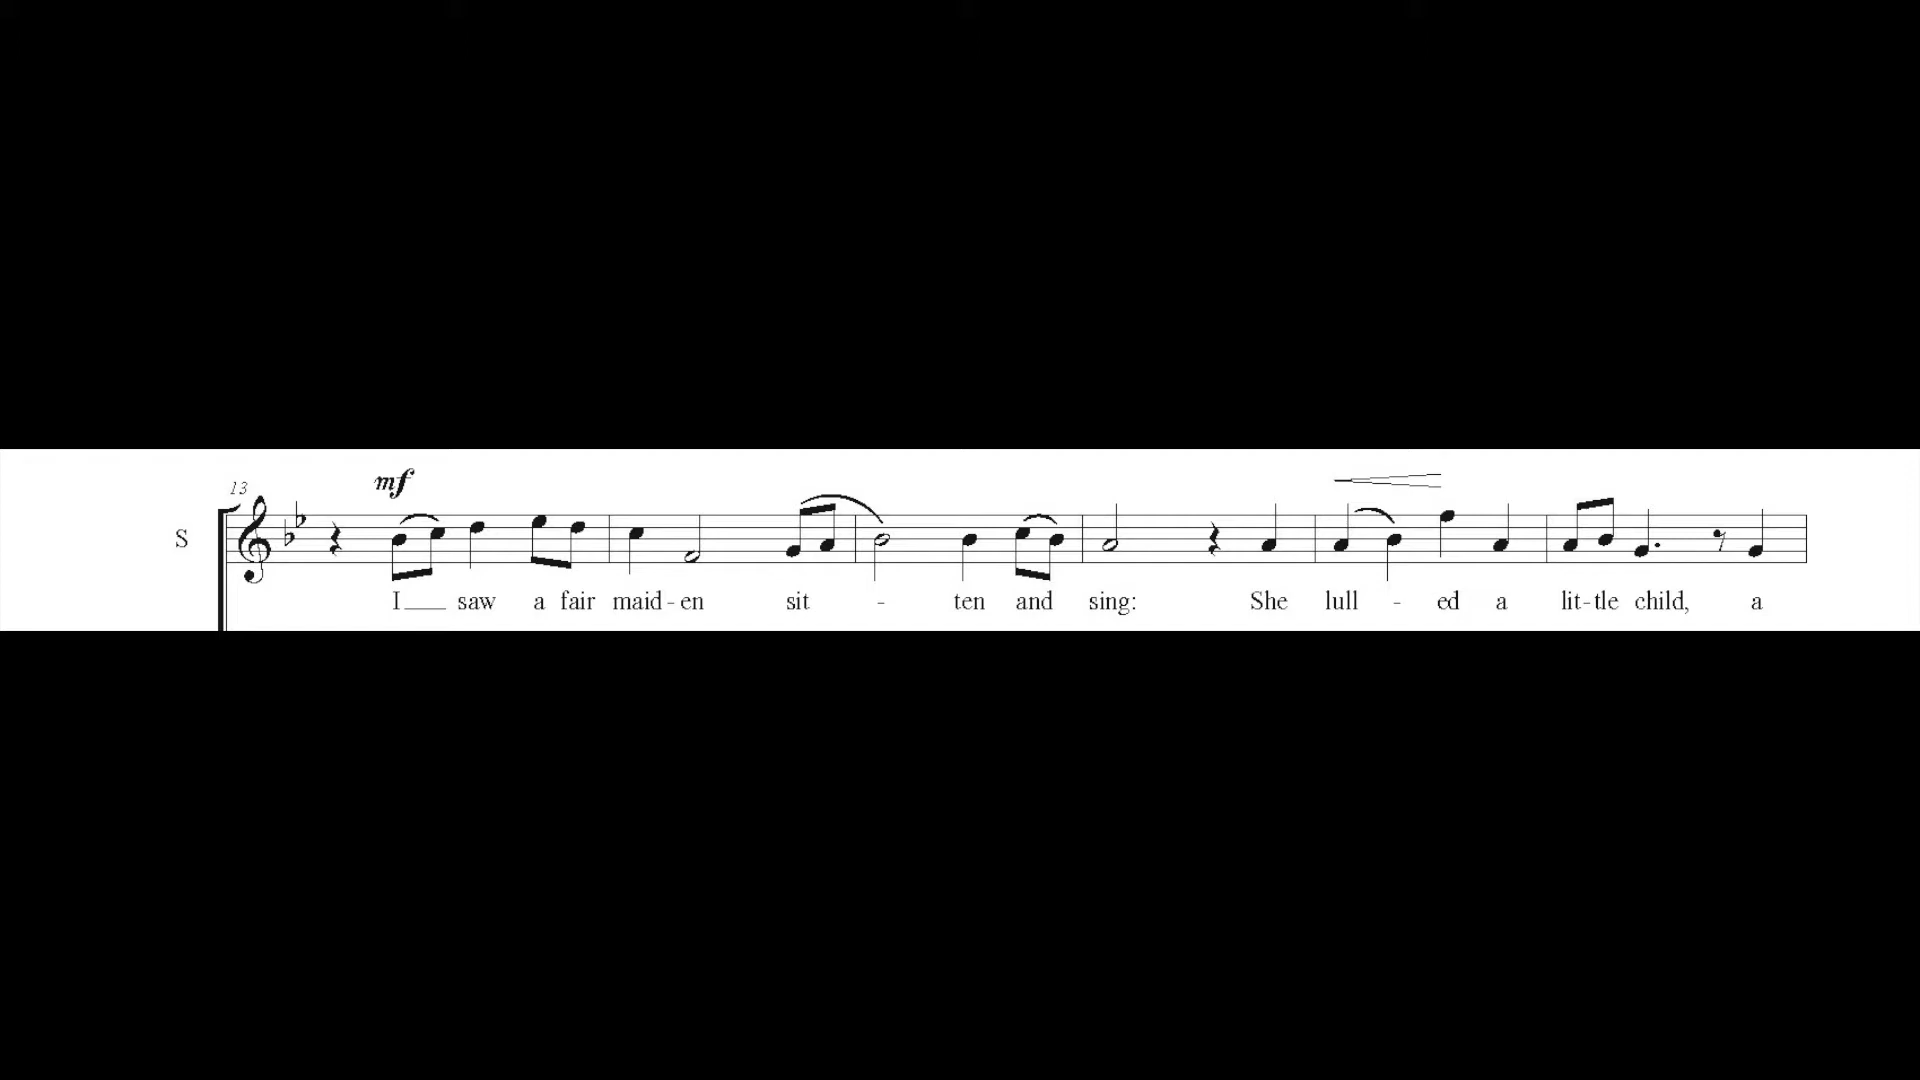 13
mf
S
I saw a fair maid-en sit - ten and sing: She lull - ed a lit-tle child, a